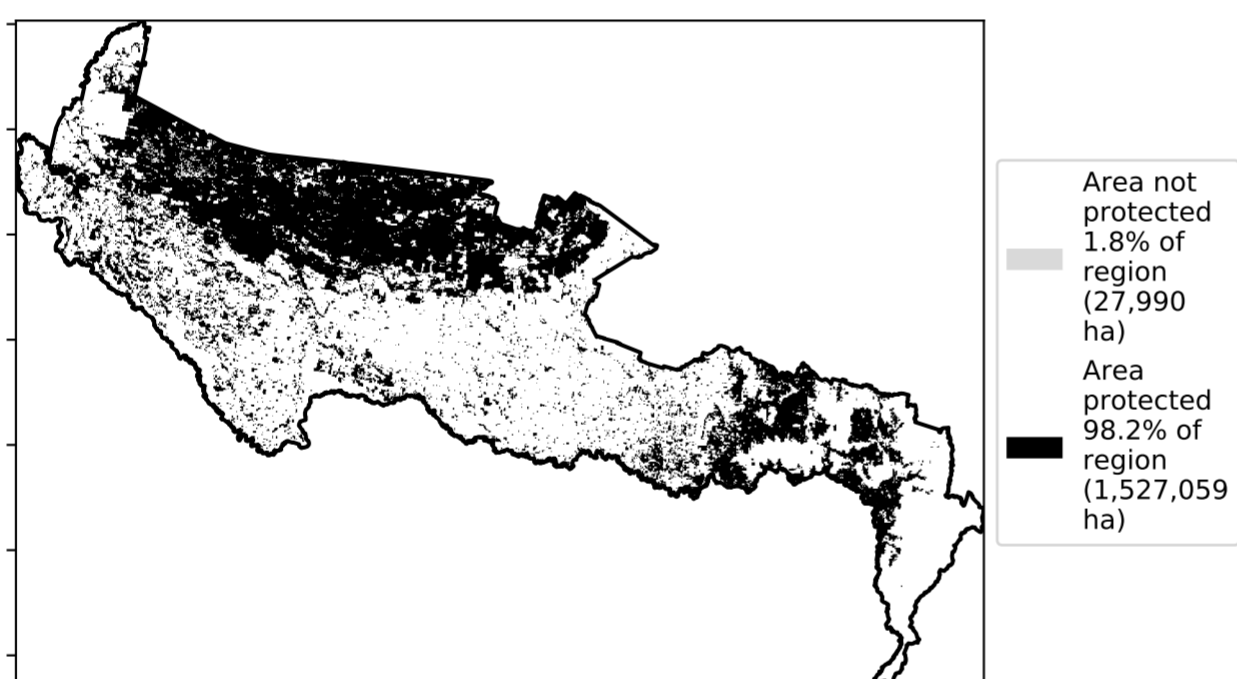 Area not
protected
1.8% of
region
(27,990
ha)
Area
protected
98.2% of
region
(1,527,059
ha)